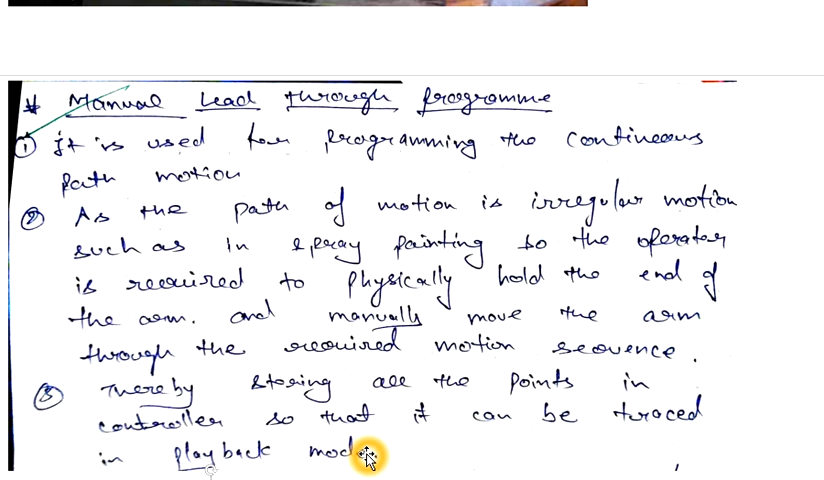 # Manual Lead through programme
① It is used for programming the continuous
path motion
② As the path of motion is irregular motion
such as in spray painting so the operator
is required to physically hold the end of
the arm. and manually move the arm
through the required motion sequence.
③ Thereby storing all the points in
controller so that it can be traced
in playback mode